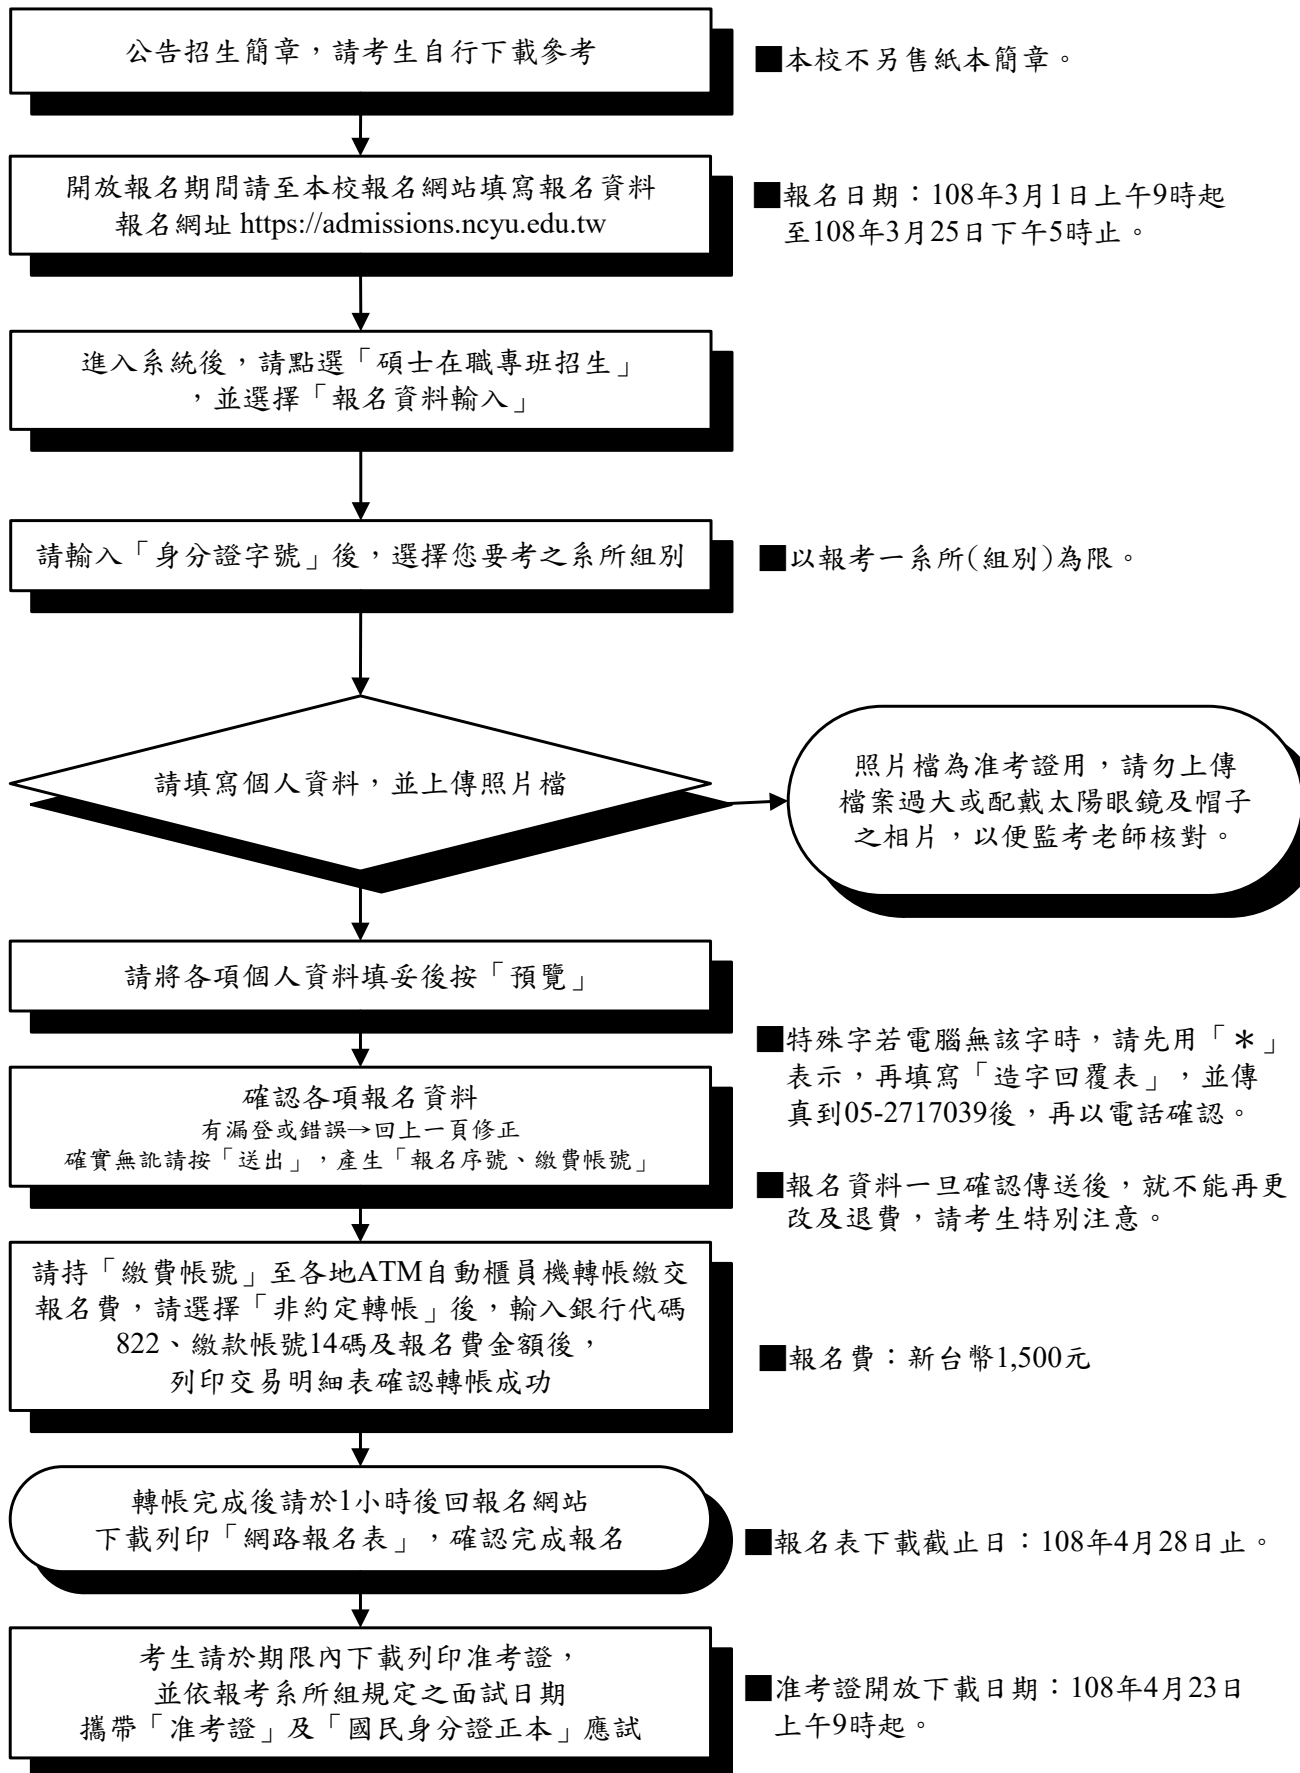 公告招生簡章，請考生自行下載參考
■本校不另售紙本簡章。
開放報名期間請至本校報名網站填寫報名資料
報名網址 https://admissions.ncyu.edu.tw
■報名日期：108年3月1日上午9時起
至108年3月25日下午5時止。
進入系統後，請點選「碩士在職專班招生」
，並選擇「報名資料輸入」
請輸入「身分證字號」後，選擇您要考之系所組別
■以報考一系所(組別)為限。
請填寫個人資料，並上傳照片檔
照片檔為准考證用，請勿上傳
檔案過大或配戴太陽眼鏡及帽子
之相片，以便監考老師核對。
請將各項個人資料填妥後按「預覽」
■特殊字若電腦無該字時，請先用「＊」
表示，再填寫「造字回覆表」，並傳
真到05-2717039後，再以電話確認。
確認各項報名資料
有漏登或錯誤→回上一頁修正
確實無訛請按「送出」，產生「報名序號、繳費帳號」
■報名資料一旦確認傳送後，就不能再更
改及退費，請考生特別注意。
請持「繳費帳號」至各地ATM自動櫃員機轉帳繳交
報名費，請選擇「非約定轉帳」後，輸入銀行代碼
822、繳款帳號14碼及報名費金額後，
列印交易明細表確認轉帳成功
■報名費：新台幣1,500元
轉帳完成後請於1小時後回報名網站
下載列印「網路報名表」，確認完成報名
■報名表下載截止日：108年4月28日止。
考生請於期限內下載列印准考證，
並依報考系所組規定之面試日期
攜帶「准考證」及「國民身分證正本」應試
■准考證開放下載日期：108年4月23日
上午9時起。